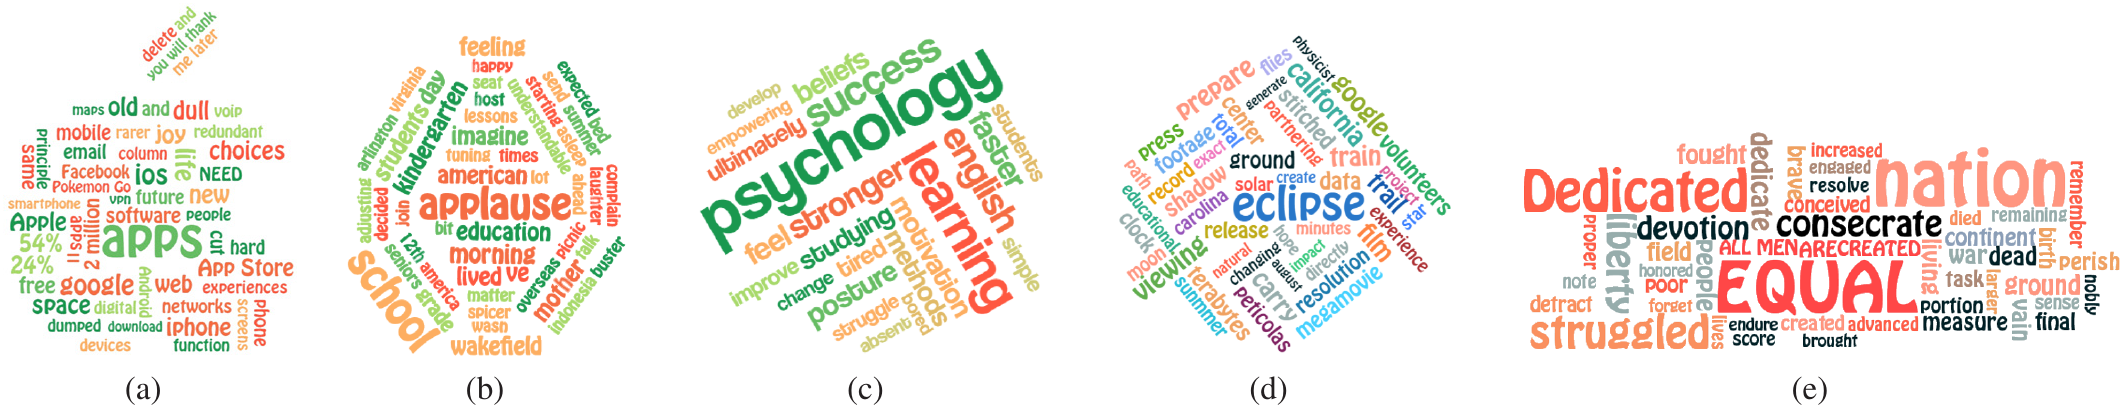 delete and
you will thank
me later
maps old and dull voip
mobile rarer joy redundant
principle
same
email column life choices
Facebook ios NEED
Pokemon Go
vpn future new
smartphone
Apple apps 2 million software people
54% 11 apps cut hard
24%
App Store
free google Android web experiences
space digital networks
screens
phone
dumped download iphone
devices function
(a)
feeling
happy
seat
host
lessons
imagine
tuning times
american lot
applause
bit education
morning
lived ve
matter
spicer
wasn
wakefield
virginia
arlington
students day
kindergarten
adjusting
decided
join
12th
seniors
america
grade
school
expected bed
send summer
starting asleep
understandable
ahead
laughter
complain
picnic
overseas
talk
mother
buster
indonesia
(b)
develop
empowering
beliefs
success
ultimately
psychology
students
faster
english
learning
stronger
feel
studying
improve
change
tired
posture
motivation
methods
bored
struggle
absent
simple
(c)
physicist
flies
prepare
generate
california
google
center
stitched
partnering
volunteers
press
footage
total
exact
path
record
ground
train
shadow
solar create data
project
educational
carolina
eclipse
trail
star
clock
release
minutes
experience
moon
viewing
natural
hope
changing
impact
directly
film
august
terabytes
carry
resolution
summer
peticolas
megamovie
(d)
fought dedicate brave increased
engaged
nation
remember
Dedicated resolve
conceived
proper
liberty
devotion consecrate died remaining
field people ALL MEN ARE CREATED living continent birth
war dead perish
honored
note poor EQUAL task larger ground nobly
detract forget portion vain sense
struggled lives endure created advanced measure final
score brought
(e)